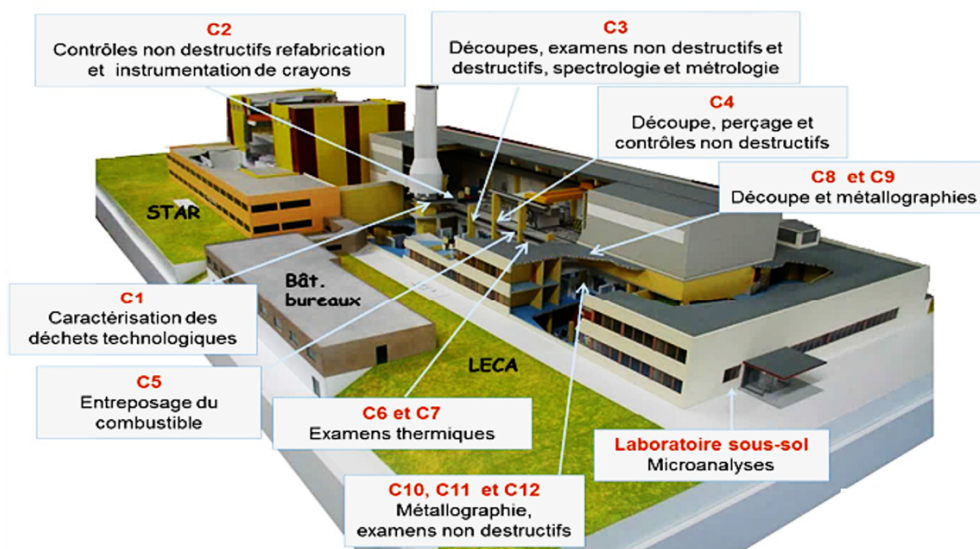 C2
Contrôles non destructifs refabrication
et instrumentation de crayons
C3
Découpes, examens non destructifs et
destructifs, spectrologie et métrologie
C4
Découpe, perçage et
contrôles non destructifs
C8 et C9
Découpe et métallographies
STAR
Bât.
bureaux
LECA
C1
Caractérisation des
déchets technologiques
C5
Entreposage du
combustible
C6 et C7
Examens thermiques
C10, C11 et C12
Métallographie,
examens non destructifs
Laboratoire sous-sol
Microanalyses